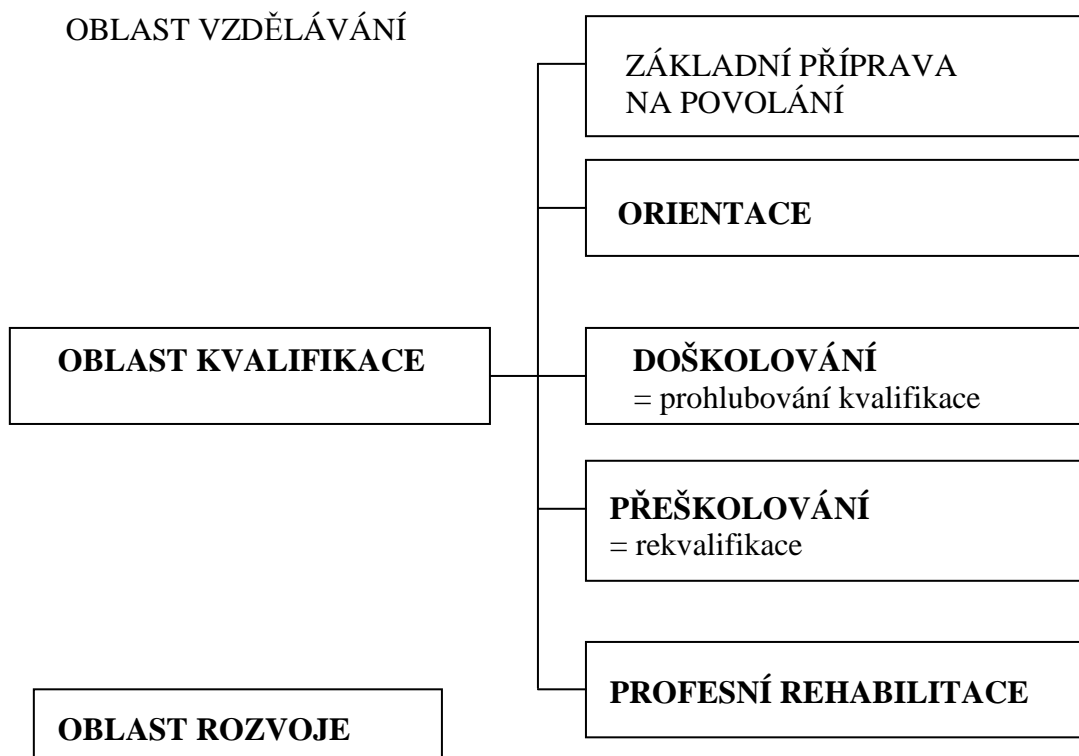 OBLAST VZDĚLÁVÁNÍ
ZÁKLADNÍ PŘÍPRAVA
NA POVOLÁNÍ
ORIENTACE
OBLAST KVALIFIKACE
DOŠKOLOVÁNÍ
= prohlubování kvalifikace
PŘEŠKOLOVÁNÍ
= rekvalifikace
PROFESNÍ REHABILITACE
OBLAST ROZVOJE